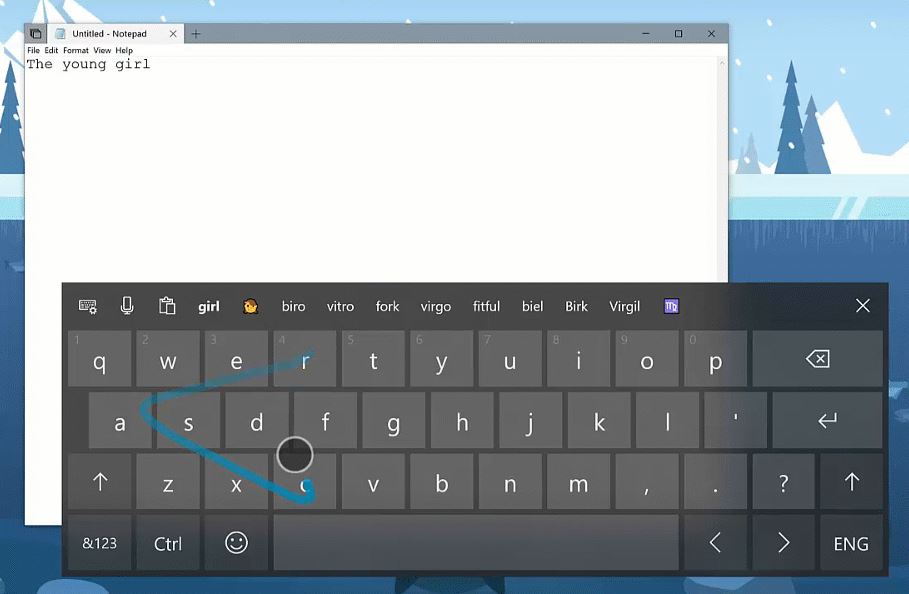 Untitled - Notepad
File Edit Format View Help
The young girl
girl biro vitro fork virgo fitful biel Birk Virgil
1 2 3 4 5 6 7 8 9 0
q w e r t y u i o p
a s d f g h j k l '
z x c v b n m , . ?
&123 Ctrl < > ENG